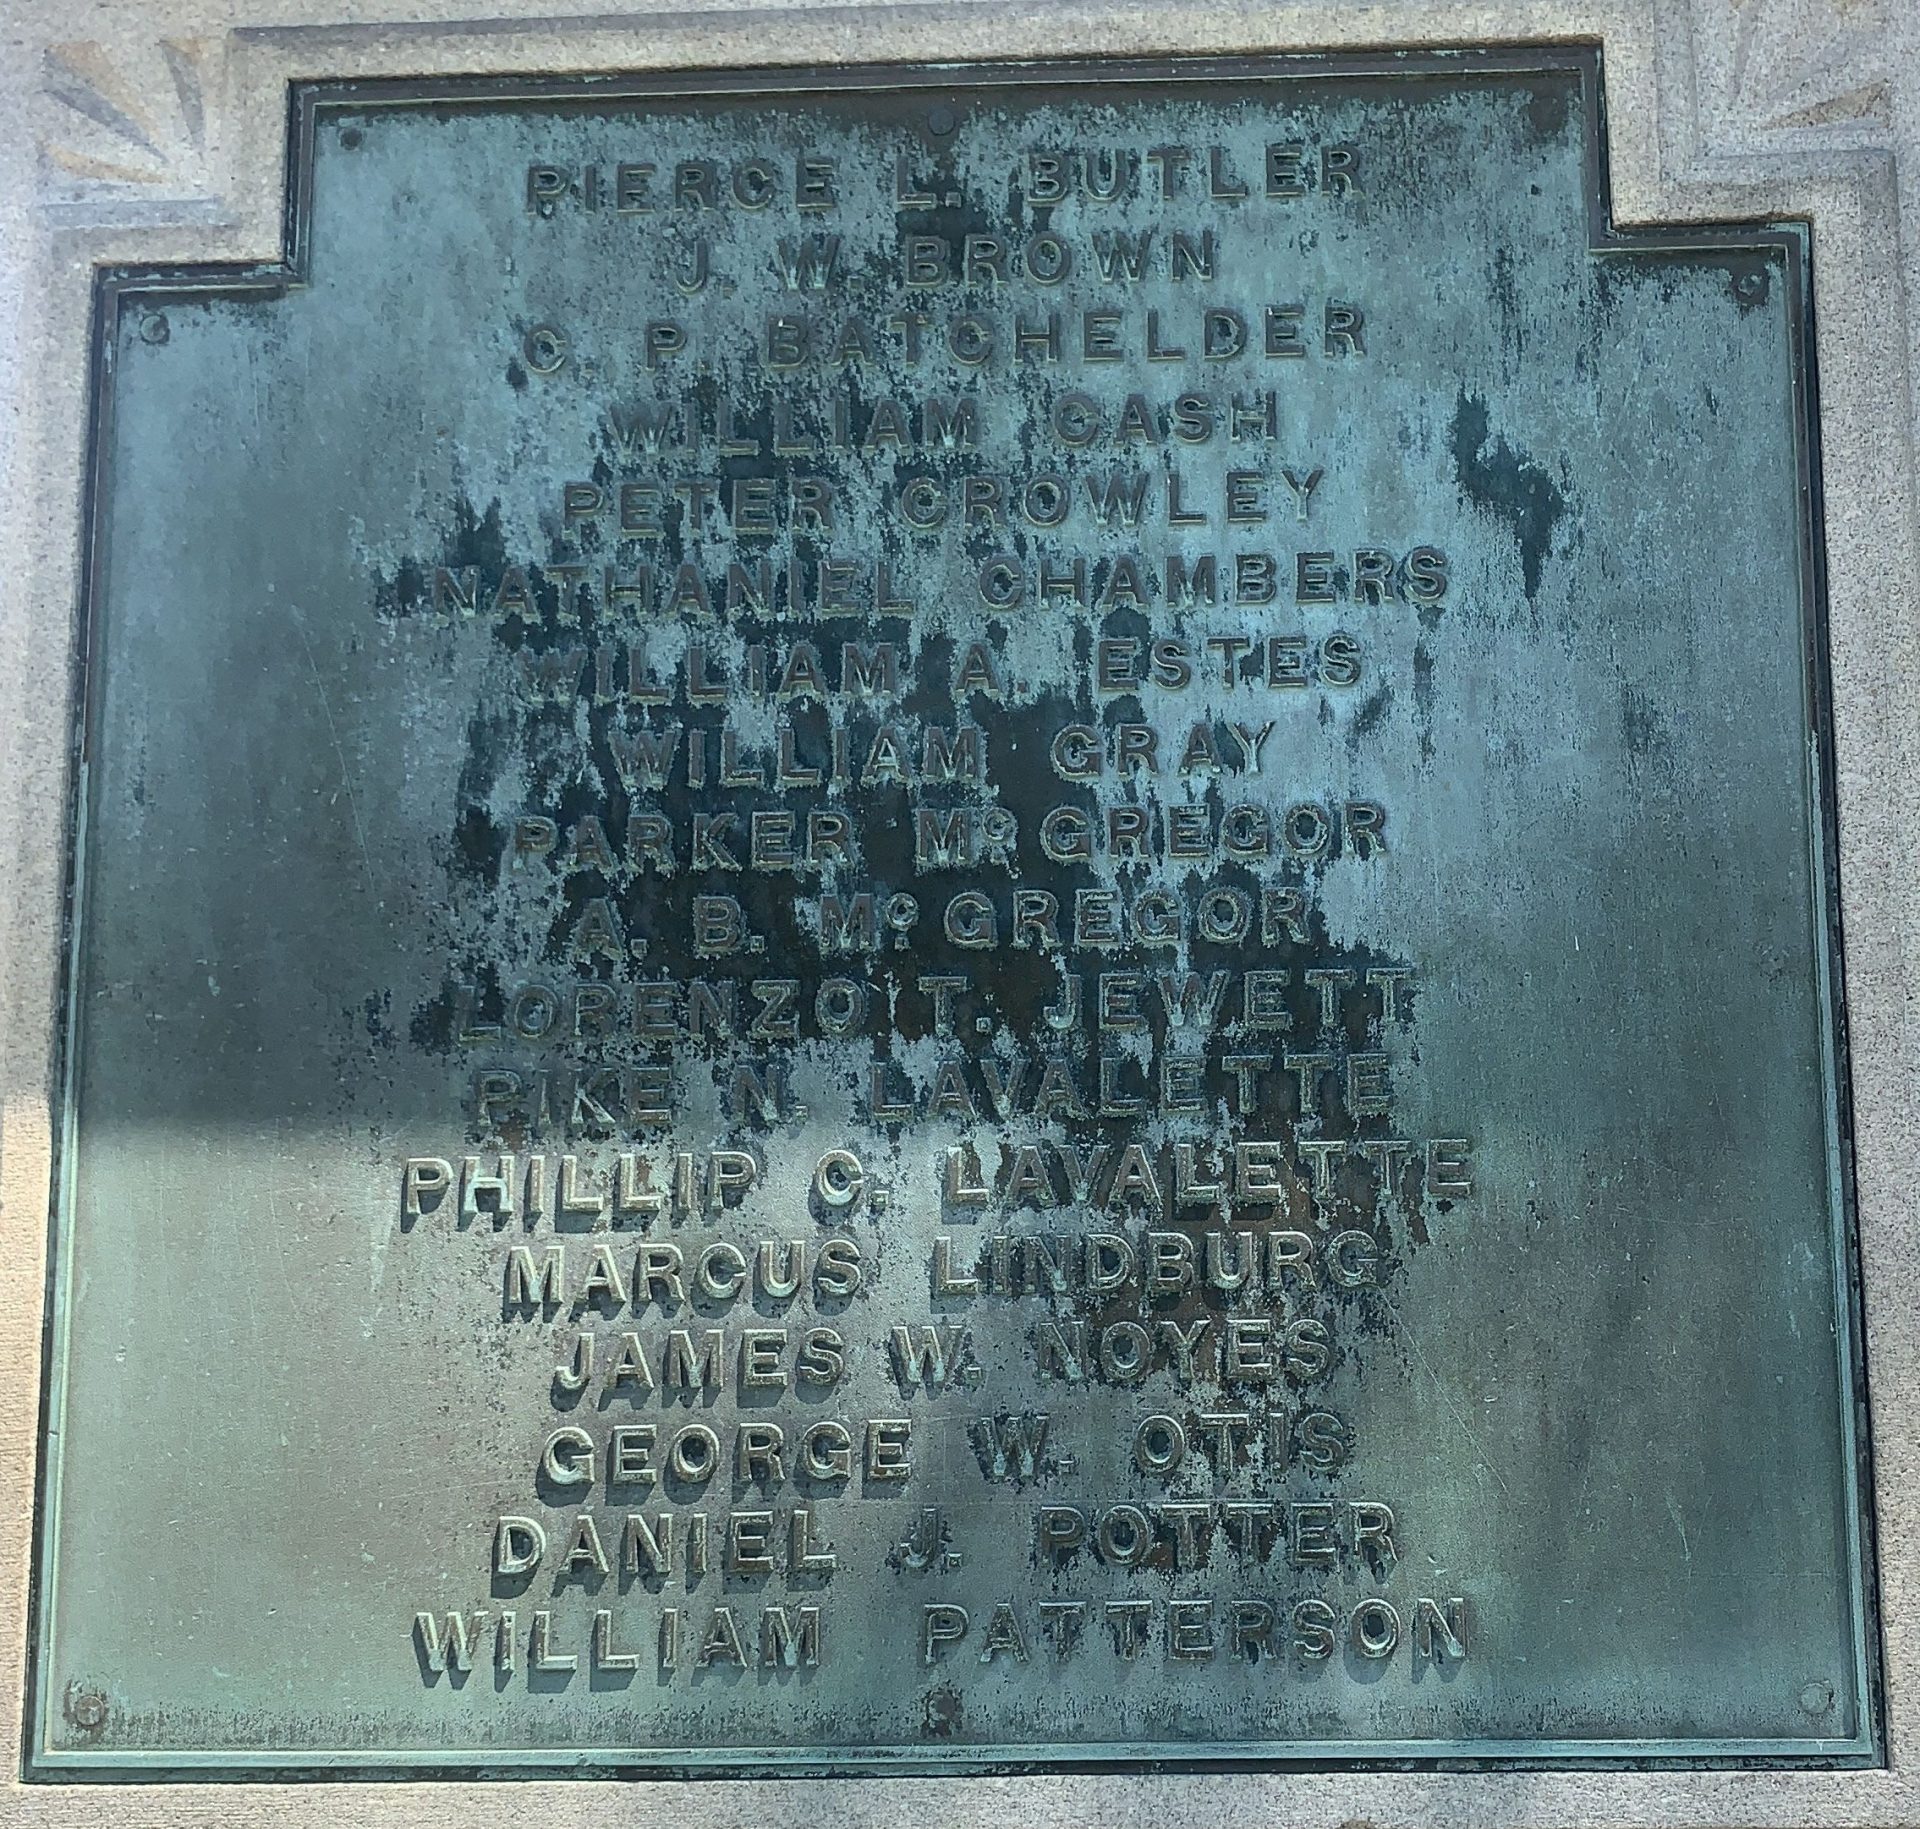 PIERCE L. BUTLER
J. W. BROWN
C. P. BATCHELDER
WILLIAM CASH
PETER CROWLEY
NATHANIEL CHAMBERS
WILLIAM A. ESTES
WILLIAM GRAY
PARKER McGREGOR
A. B. McGREGOR
LORENZO T. JEWETT
PIKE N. LAVALETTE
PHILLIP C. LAVALETTE
MARCUS LINDBURG
JAMES W. NOYES
GEORGE W. OTIS
DANIEL J. POTTER
WILLIAM PATTERSON